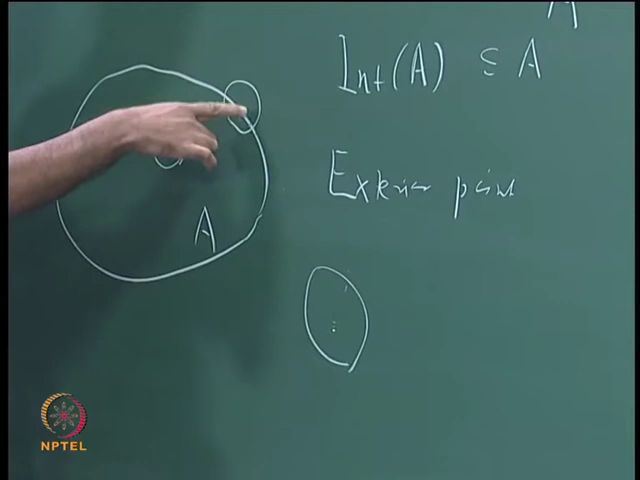 A
Int(A) ⊆ A
Exterior point
A
NPTEL